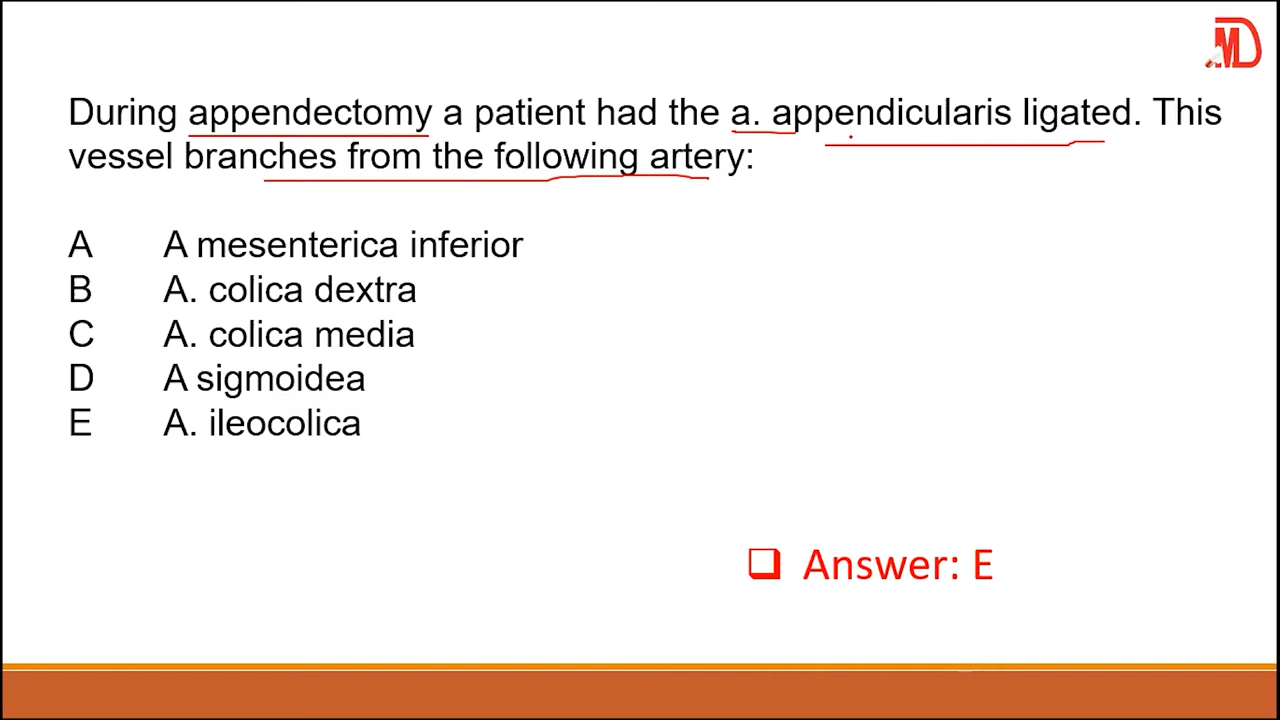 MD
During appendectomy a patient had the a. appendicularis ligated. This
vessel branches from the following artery:
A A mesenterica inferior
B A. colica dextra
C A. colica media
D A sigmoidea
E A. ileocolica
Answer: E